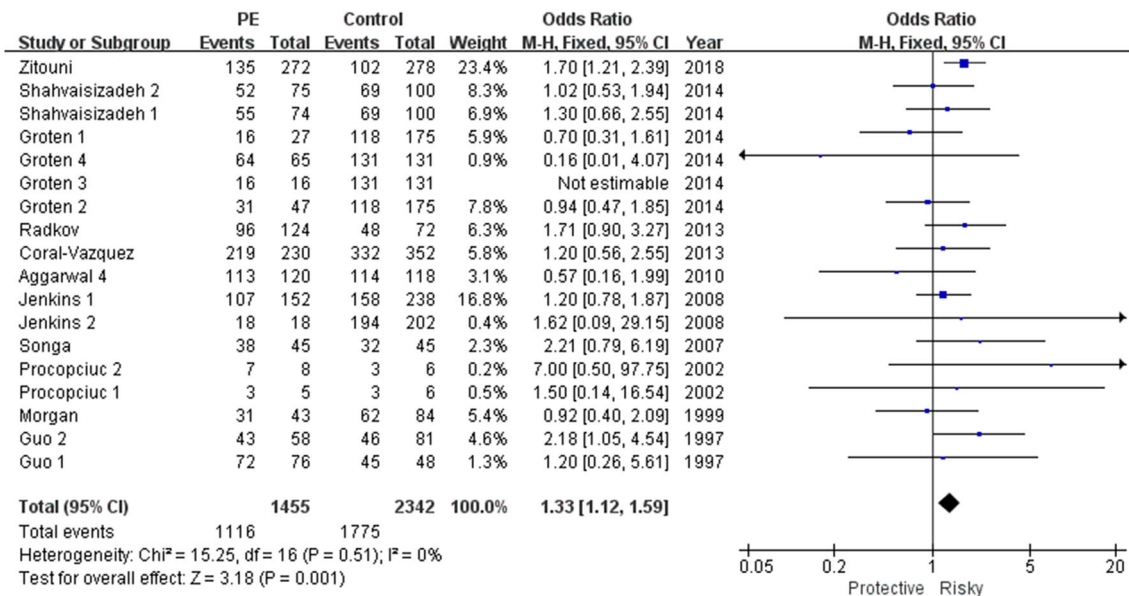 PE Control Odds Ratio Odds Ratio
Study or Subgroup Events Total Events Total Weight M-H, Fixed, 95% CI Year M-H, Fixed, 95% CI
Zitouni 135 272 102 278 23.4% 1.70 [1.21, 2.39] 2018
Shahvaisizadeh 2 52 75 69 100 8.3% 1.02 [0.53, 1.94] 2014
Shahvaisizadeh 1 55 74 69 100 6.9% 1.30 [0.66, 2.55] 2014
Groten 1 16 27 118 175 5.9% 0.70 [0.31, 1.61] 2014
Groten 4 64 65 131 131 0.9% 0.16 [0.01, 4.07] 2014
Groten 3 16 16 131 131 Not estimable 2014
Groten 2 31 47 118 175 7.8% 0.94 [0.47, 1.85] 2014
Radkov 96 124 48 72 6.3% 1.71 [0.90, 3.27] 2013
Coral-Vazquez 219 230 332 352 5.8% 1.20 [0.56, 2.55] 2013
Aggarwal 4 113 120 114 118 3.1% 0.57 [0.16, 1.99] 2010
Jenkins 1 107 152 158 238 16.8% 1.20 [0.78, 1.87] 2008
Jenkins 2 18 18 194 202 0.4% 1.62 [0.09, 29.15] 2008
Songa 38 45 32 45 2.3% 2.21 [0.79, 6.19] 2007
Procopciuc 2 7 8 3 6 0.2% 7.00 [0.50, 97.75] 2002
Procopciuc 1 3 5 3 6 0.5% 1.50 [0.14, 16.54] 2002
Morgan 31 43 62 84 5.4% 0.92 [0.40, 2.09] 1999
Guo 2 43 58 46 81 4.6% 2.18 [1.05, 4.54] 1997
Guo 1 72 76 45 48 1.3% 1.20 [0.26, 5.61] 1997
Total (95% CI) 1455 2342 100.0% 1.33 [1.12, 1.59]
Total events 1116 1775
Heterogeneity: Chi² = 15.25, df = 16 (P = 0.51); I² = 0%
Test for overall effect: Z = 3.18 (P = 0.001)
0.05 0.2 1 5 20
Protective Risky